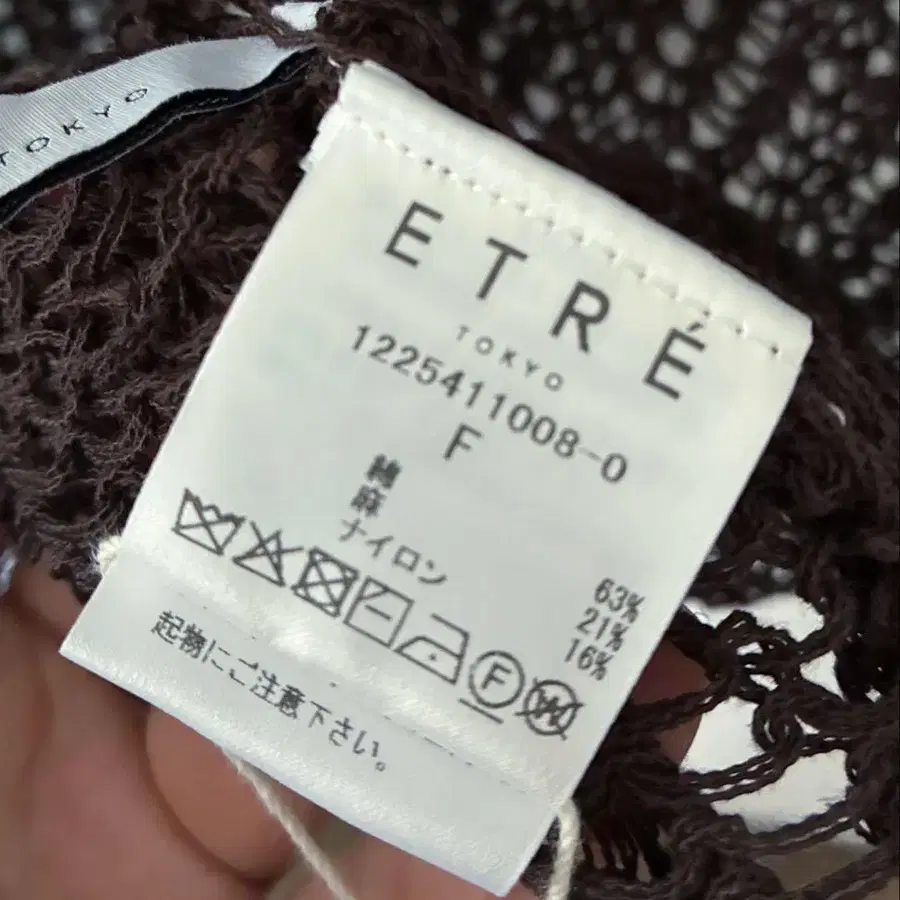 TOKYO
ETRÉ
TOKYO
1225411008-0
F
綿 63%
麻 21%
ナイロン 16%
F W
起物にご注意下さい。